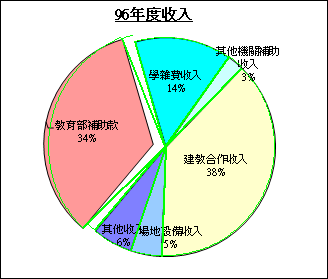 96年度收入
其他機關補助
收入
3%
學雜費收入
14%
教育部補助款
34%
建教合作收入
38%
其他收入
6%
場地設備收入
5%